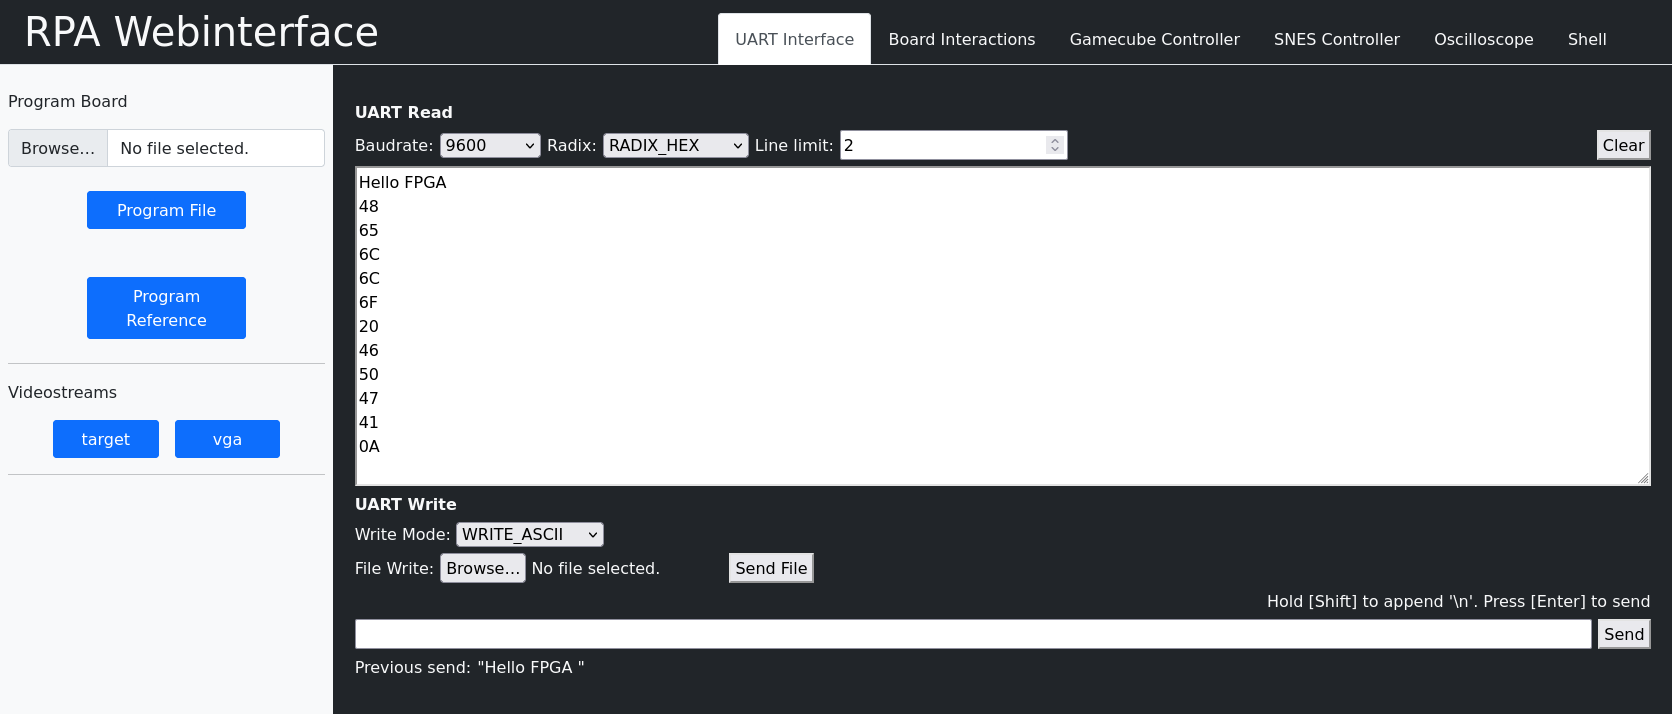 RPA Webinterface
UART Interface Board Interactions Gamecube Controller SNES Controller Oscilloscope Shell
Program Board
Browse... No file selected.
Program File
Program
Reference
Videostreams
target vga
UART Read
Baudrate: 9600 Radix: RADIX_HEX Line limit: 2 Clear
Hello FPGA
48
65
6C
6C
6F
20
46
50
47
41
0A
UART Write
Write Mode: WRITE_ASCII
File Write: Browse... No file selected. Send File
Hold [Shift] to append '\n'. Press [Enter] to send
Send
Previous send: "Hello FPGA "